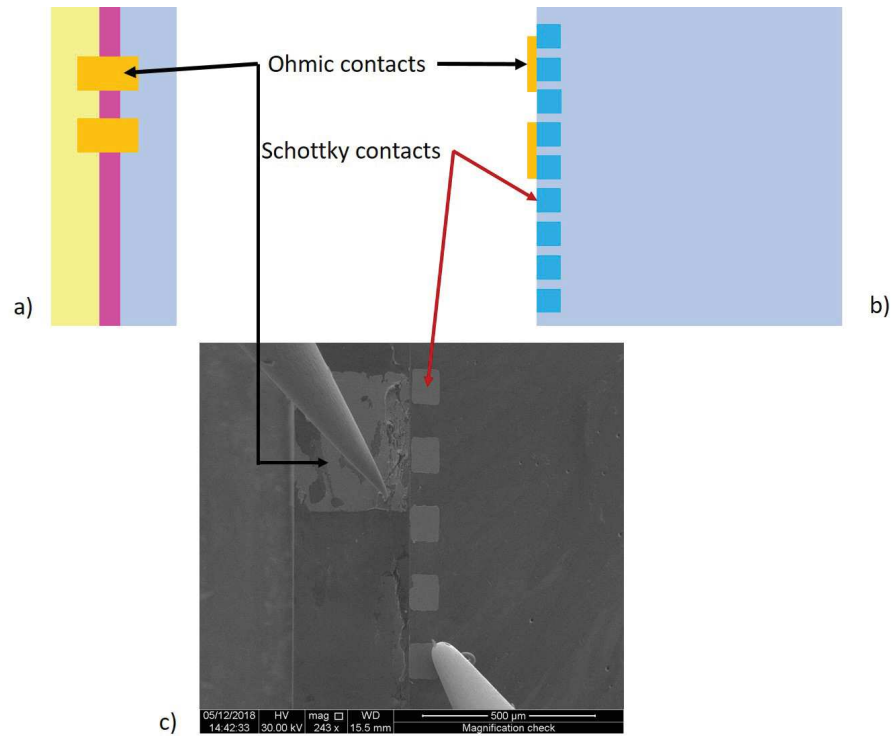 Ohmic contacts
Schottky contacts
a)
b)
c)
05/12/2018 HV mag WD 500 µm
14:42:33 30.00 kV 243 x 15.5 mm Magnification check